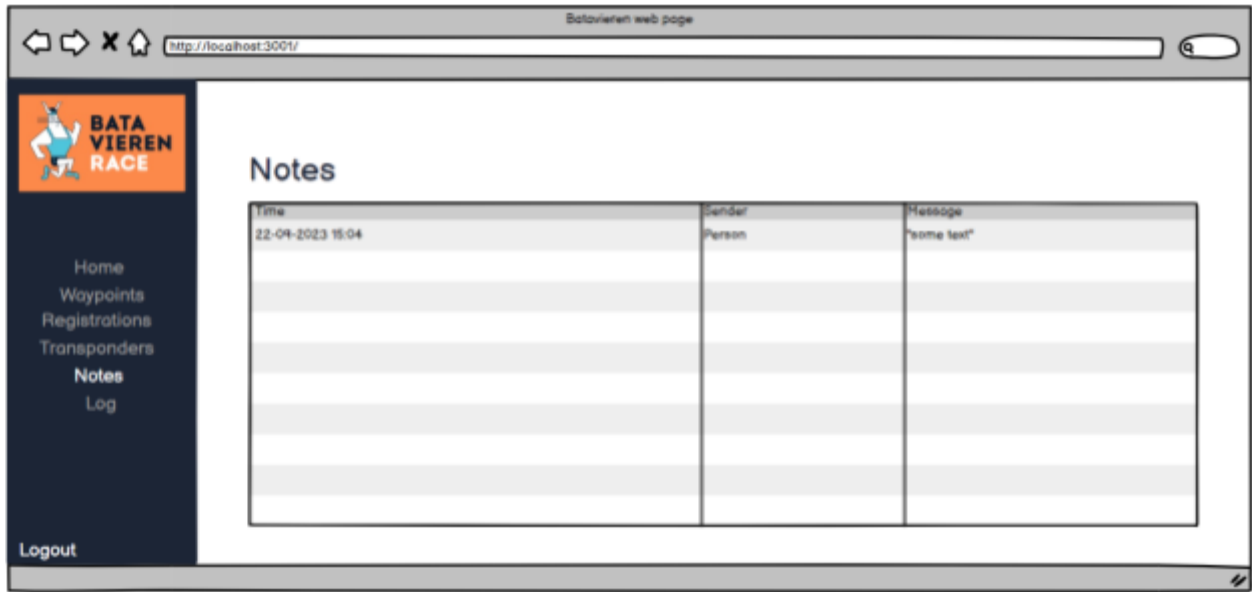 Batavieren web page
http://localhost:3001/
BATA
VIEREN
RACE
Home
Waypoints
Registrations
Transponders
Notes
Log
Logout
Notes
Time Sender Message
22-09-2023 15:04 Person "some text"